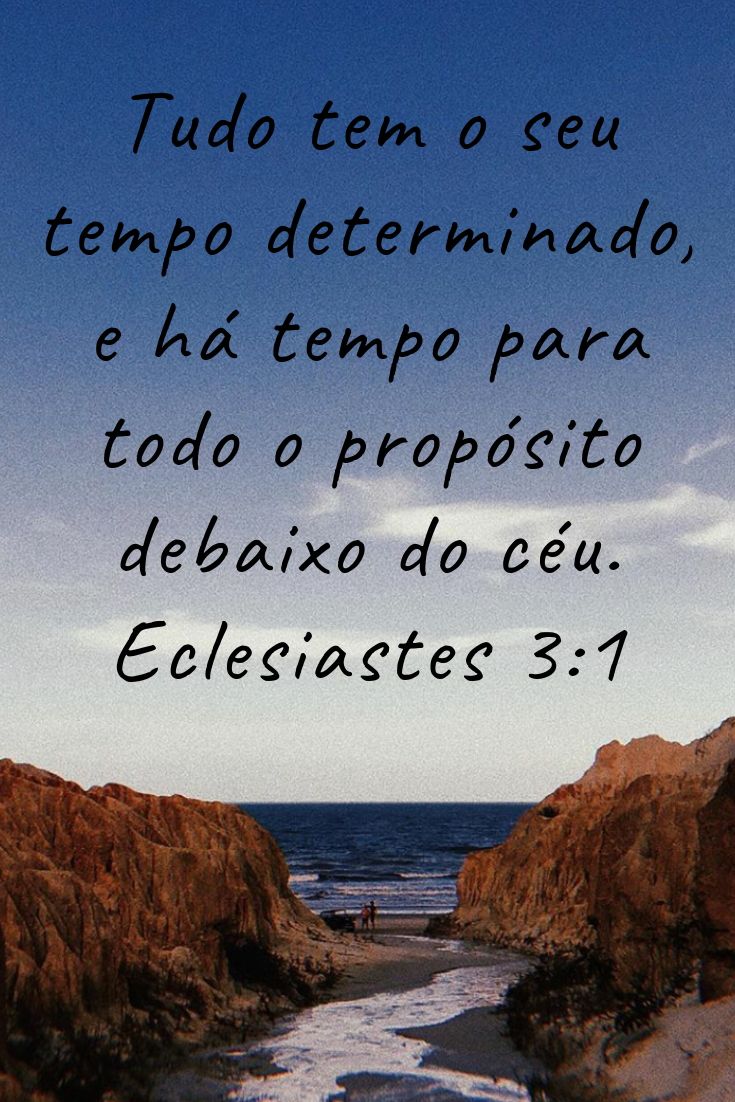 Tudo tem o seu
tempo determinado,
e há tempo para
todo o propósito
debaixo do céu.
Eclesiastes 3:1